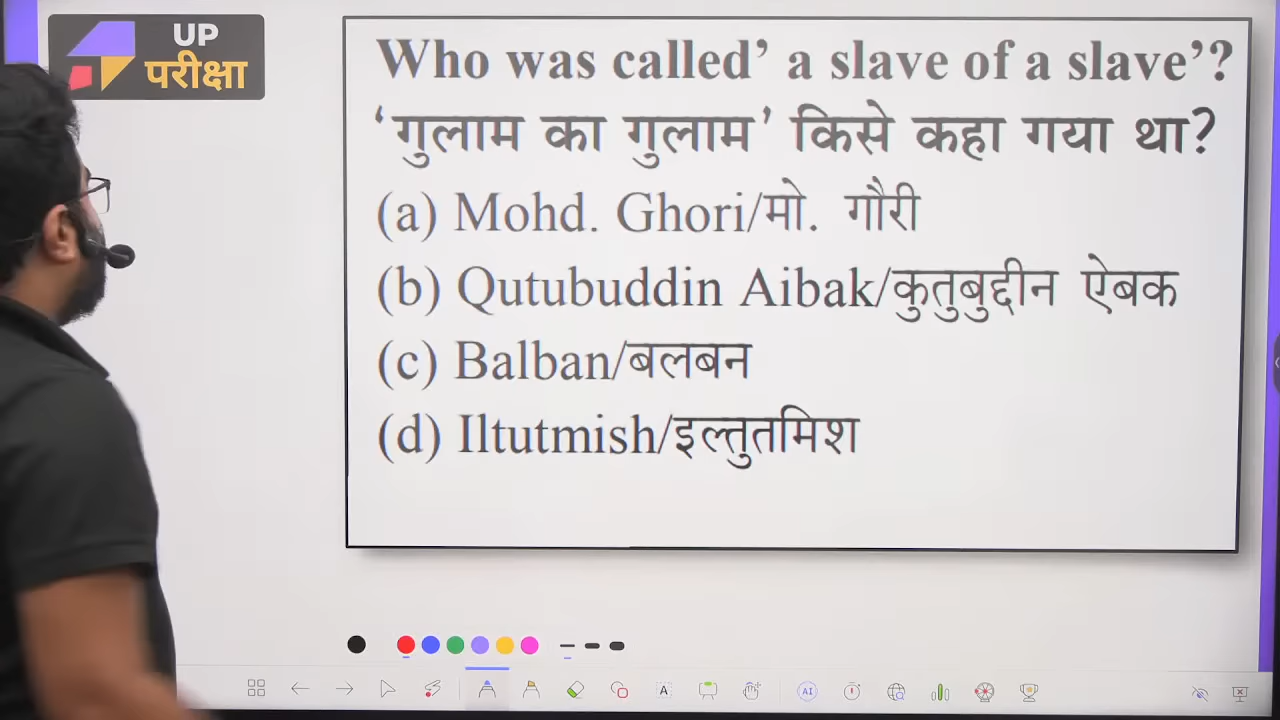 UP
परीक्षा
Who was called’ a slave of a slave’?
‘गुलाम का गुलाम’ किसे कहा गया था?
(a) Mohd. Ghori/मो. गौरी
(b) Qutubuddin Aibak/कुतुबुद्दीन ऐबक
(c) Balban/बलबन
(d) Iltutmish/इल्तुतमिश
A
AI